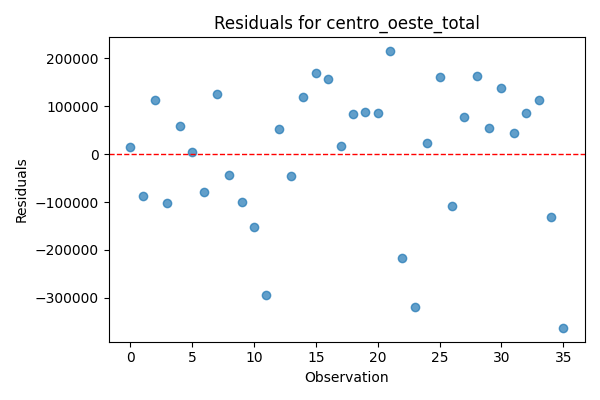 Residuals for centro_oeste_total
200000
100000
0
−100000
−200000
−300000
Residuals
0 5 10 15 20 25 30 35
Observation